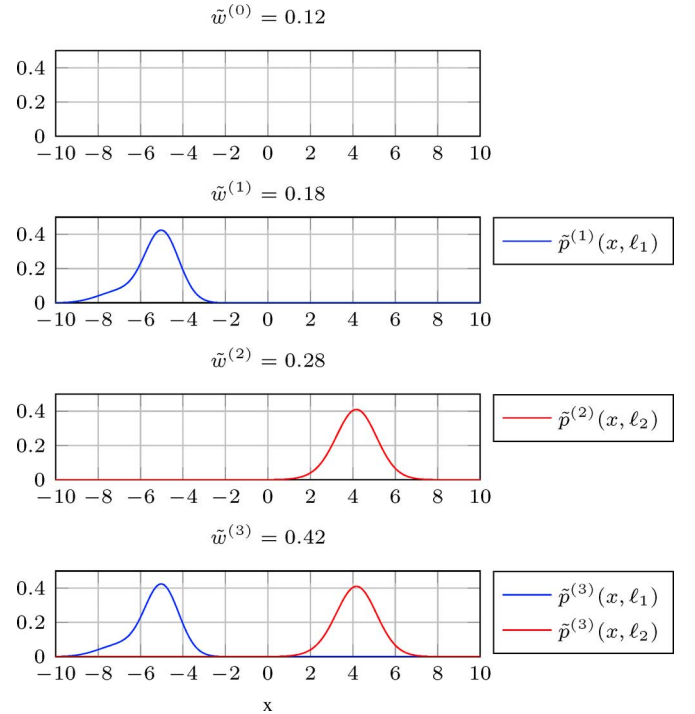 w̃⁽⁰⁾ = 0.12
0.4
0.2
0
−10 −8 −6 −4 −2 0 2 4 6 8 10
w̃⁽¹⁾ = 0.18
0.4
0.2
0
−10 −8 −6 −4 −2 0 2 4 6 8 10
p̃⁽¹⁾(x, ℓ₁)
w̃⁽²⁾ = 0.28
0.4
0.2
0
−10 −8 −6 −4 −2 0 2 4 6 8 10
p̃⁽²⁾(x, ℓ₂)
w̃⁽³⁾ = 0.42
0.4
0.2
0
−10 −8 −6 −4 −2 0 2 4 6 8 10
x
p̃⁽³⁾(x, ℓ₁)
p̃⁽³⁾(x, ℓ₂)